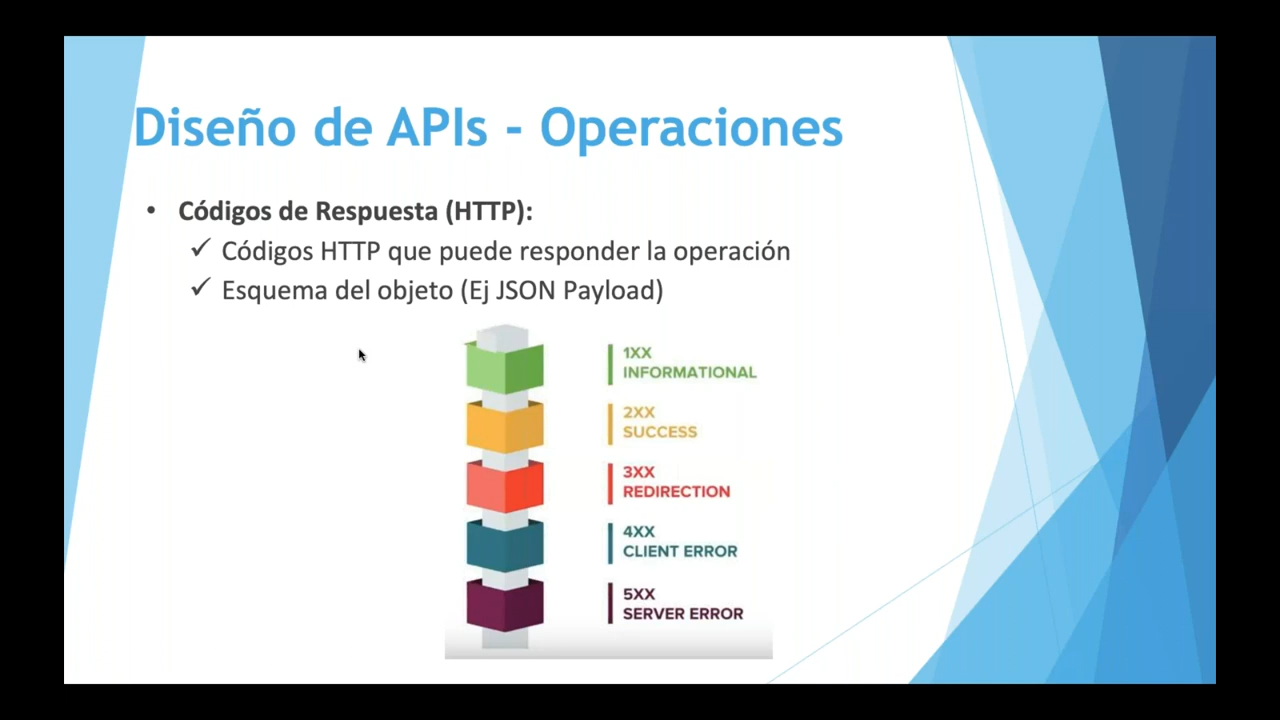 Diseño de APIs - Operaciones
• Códigos de Respuesta (HTTP):
✓ Códigos HTTP que puede responder la operación
✓ Esquema del objeto (Ej JSON Payload)
1XX
INFORMATIONAL
2XX
SUCCESS
3XX
REDIRECTION
4XX
CLIENT ERROR
5XX
SERVER ERROR